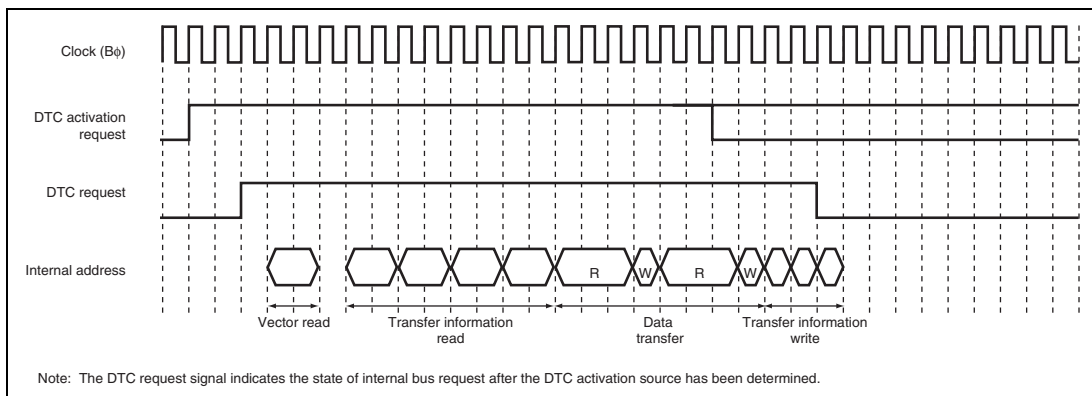 Clock (Bϕ)
DTC activation
request
DTC request
Internal address
R
W
R
W
Vector read
Transfer information
read
Data
transfer
Transfer information
write
Note: The DTC request signal indicates the state of internal bus request after the DTC activation source has been determined.